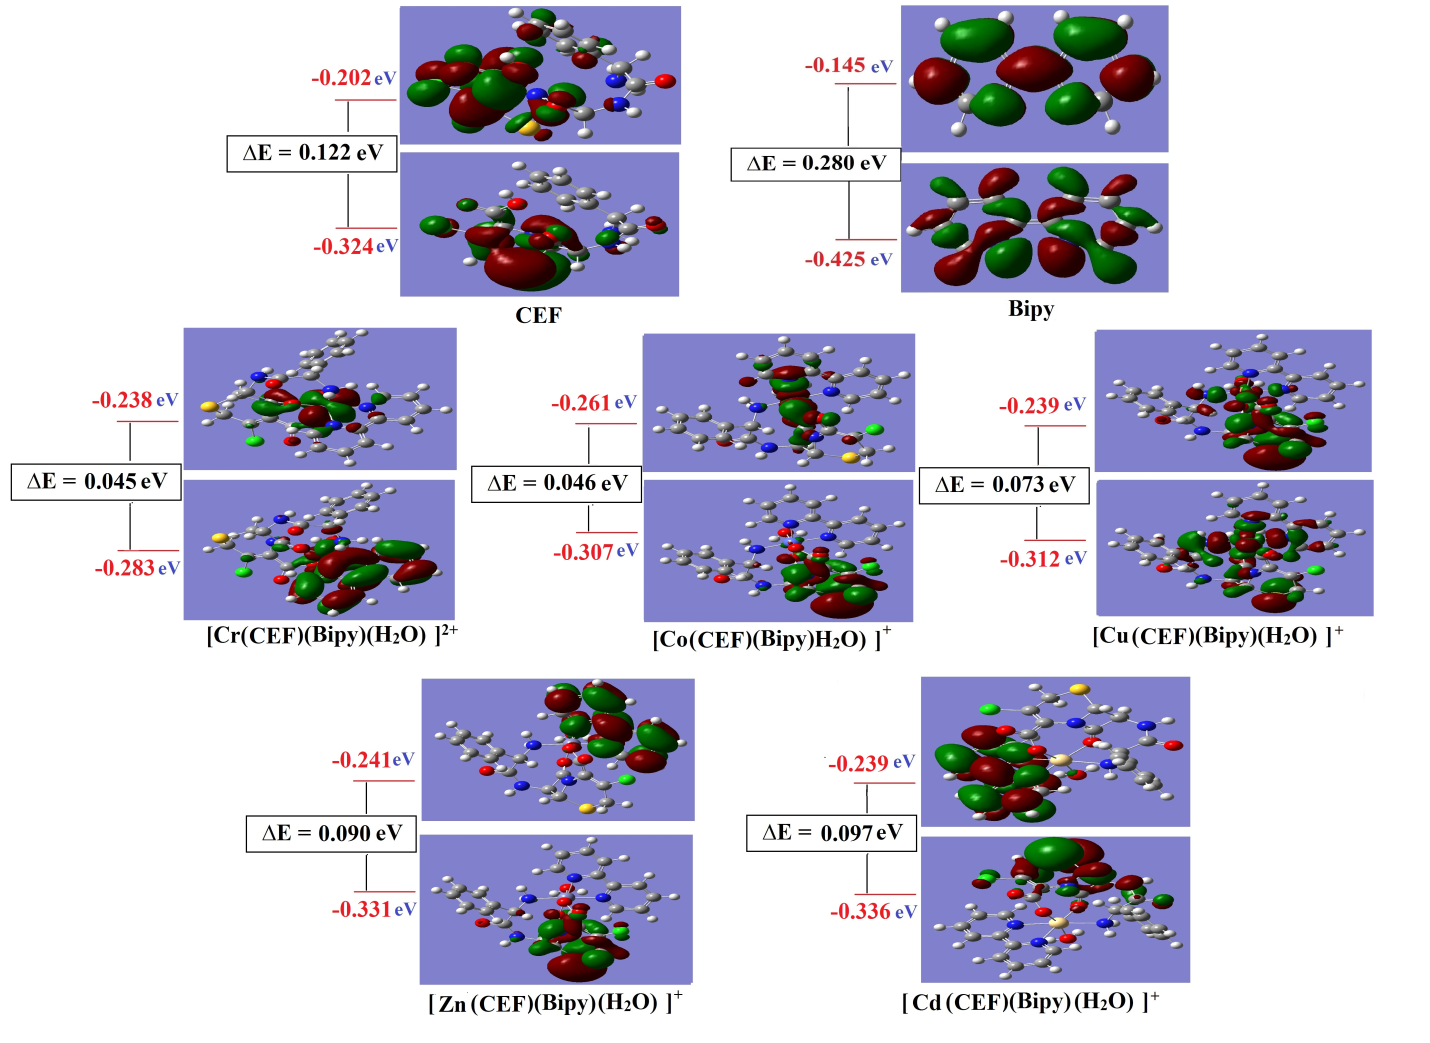 -0.202 eV
ΔE = 0.122 eV
-0.324 eV
CEF
-0.145 eV
ΔE = 0.280 eV
-0.425 eV
Bipy
-0.238 eV
ΔE = 0.045 eV
-0.283 eV
[Cr(CEF)(Bipy)(H₂O) ]²⁺
-0.261 eV
ΔE = 0.046 eV
-0.307 eV
[Co(CEF)(Bipy)H₂O) ]⁺
-0.239 eV
ΔE = 0.073 eV
-0.312 eV
[Cu (CEF)(Bipy)(H₂O) ]⁺
-0.241 eV
ΔE = 0.090 eV
-0.331 eV
[ Zn (CEF)(Bipy)(H₂O) ]⁺
-0.239 eV
ΔE = 0.097 eV
-0.336 eV
[ Cd (CEF)(Bipy) (H₂O) ]⁺